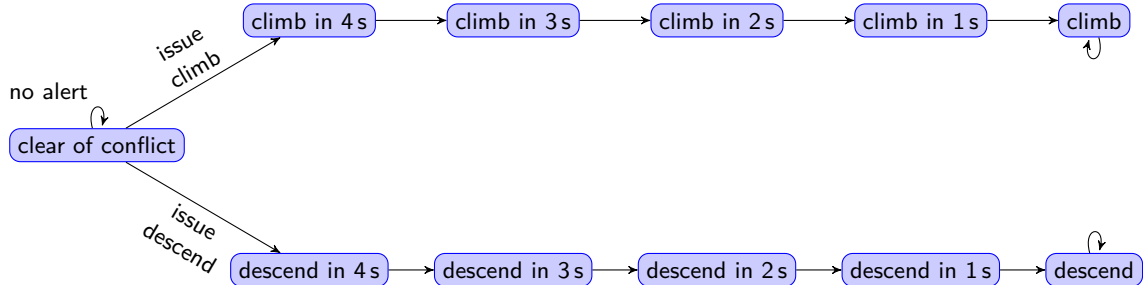 climb in 4 s
climb in 3 s
climb in 2 s
climb in 1 s
climb
issue
climb
no alert
clear of conflict
issue
descend
descend in 4 s
descend in 3 s
descend in 2 s
descend in 1 s
descend